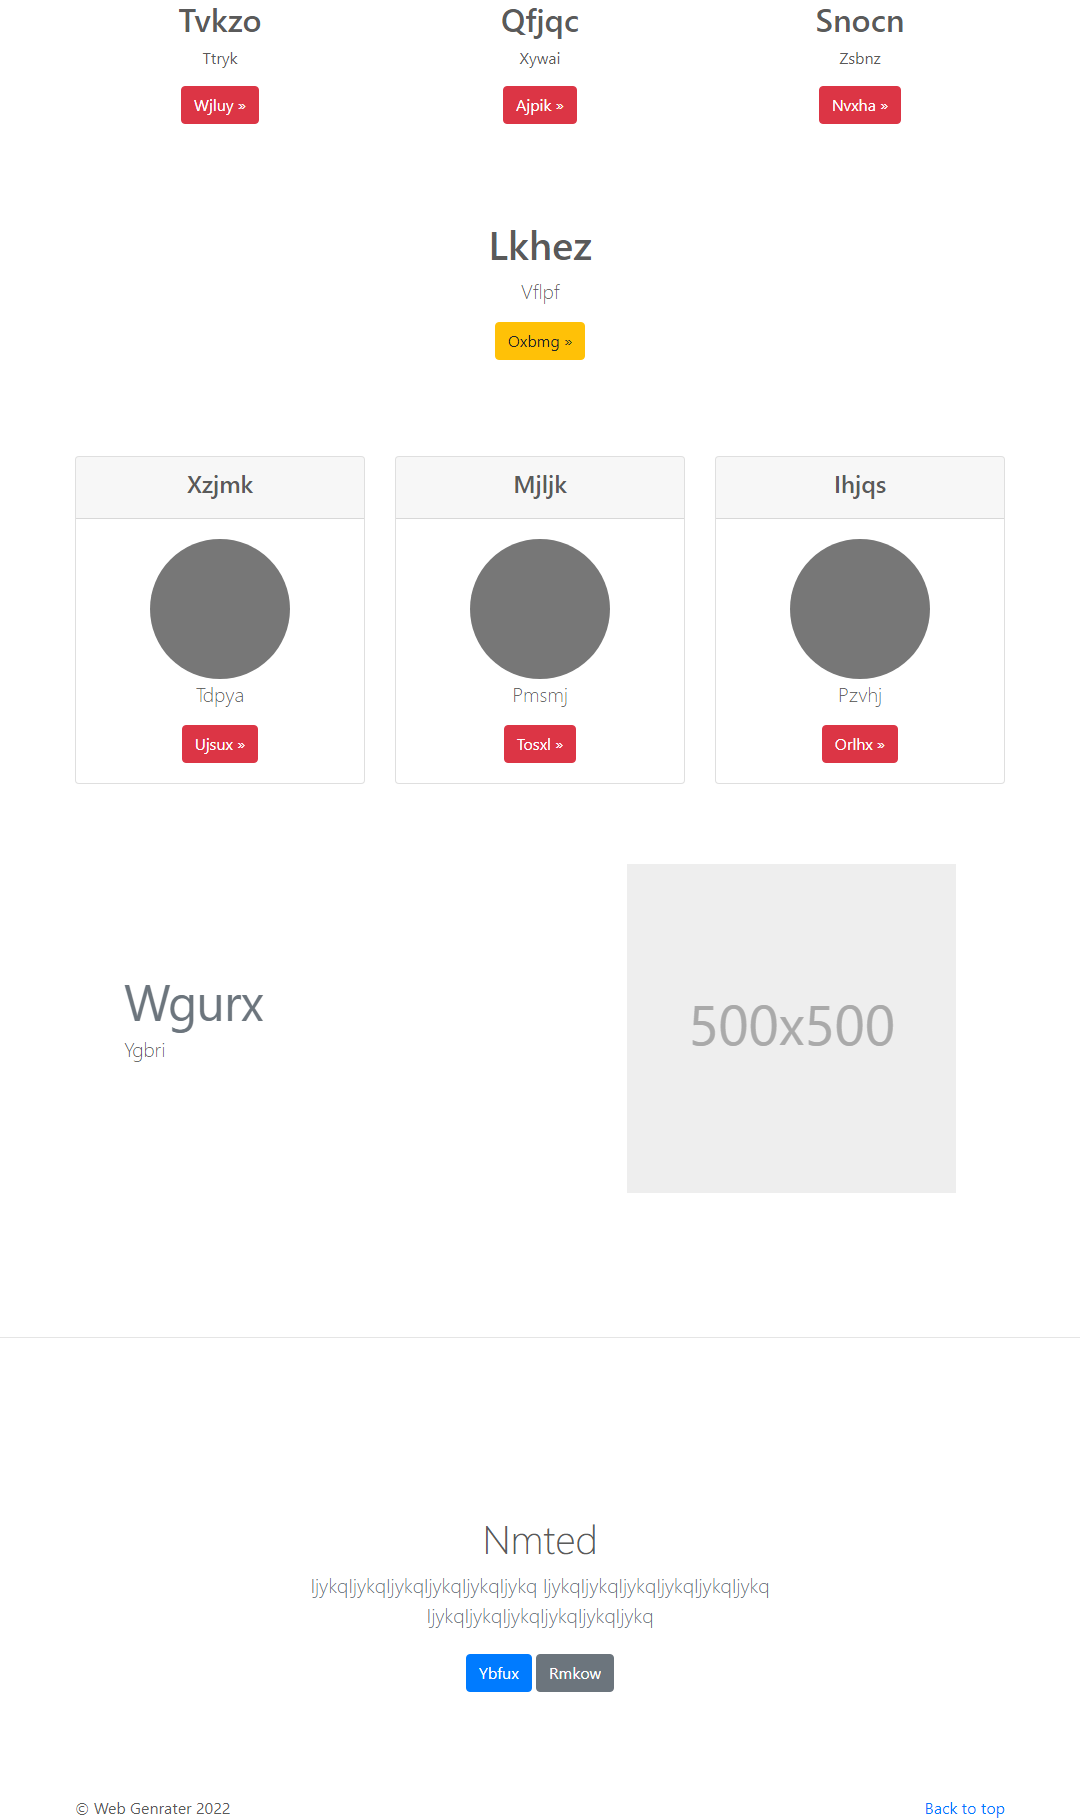 Tvkzo
Ttryk
Wjluy »
Qfjqc
Xywai
Ajpik »
Snocn
Zsbnz
Nvxha »
Lkhez
Vflpf
Oxbmg »
Xzjmk
Tdpya
Ujsux »
Mjljk
Pmsmj
Tosxl »
Ihjqs
Pzvhj
Orlhx »
Wgurx
Ygbri
500x500
Nmted
Ijykqljykqljykqljykqljykqljykq ljykqljykqljykqljykqljykqljykq
ljykqljykqljykqljykqljykqljykq
Ybfux
Rmkow
© Web Genrater 2022
Back to top